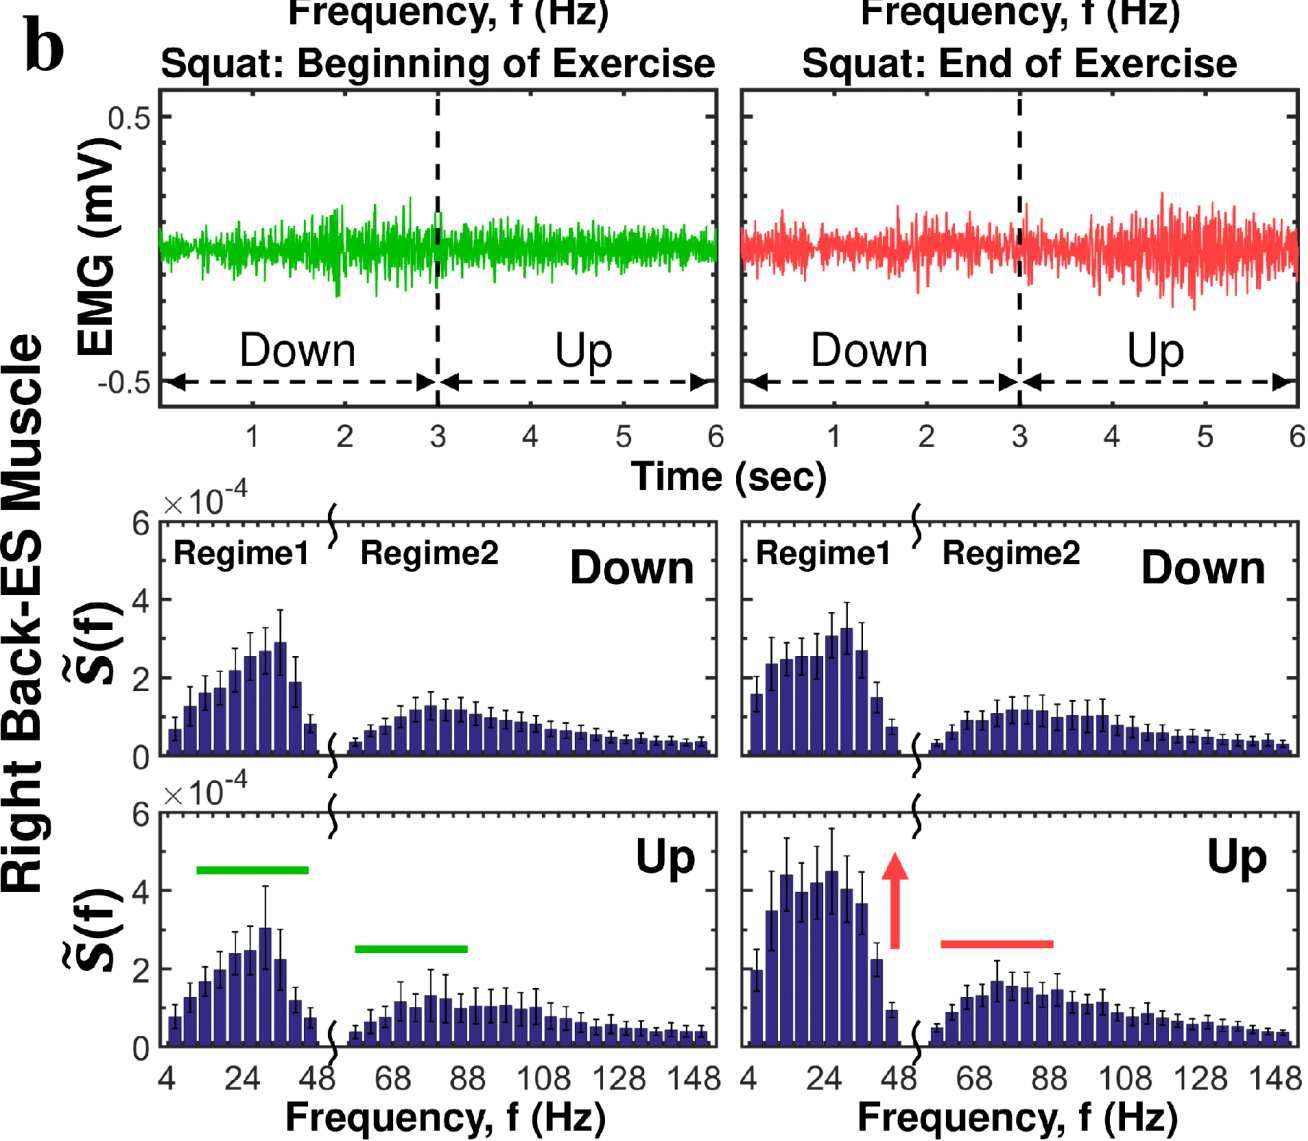 Frequency, f (Hz) Frequency, f (Hz)
b
Squat: Beginning of Exercise Squat: End of Exercise
Right Back-ES Muscle
EMG (mV)
0.5
-0.5
Down Up Down Up
1 2 3 4 5 6 1 2 3 4 5 6
Time (sec)
×10-4
S̃(f)
6
4
2
0
Regime1 Regime2 Down Regime1 Regime2 Down
×10-4
S̃(f)
6
4
2
0
Up Up
4 24 48 68 88 108 128 148 4 24 48 68 88 108 128 148
Frequency, f (Hz) Frequency, f (Hz)